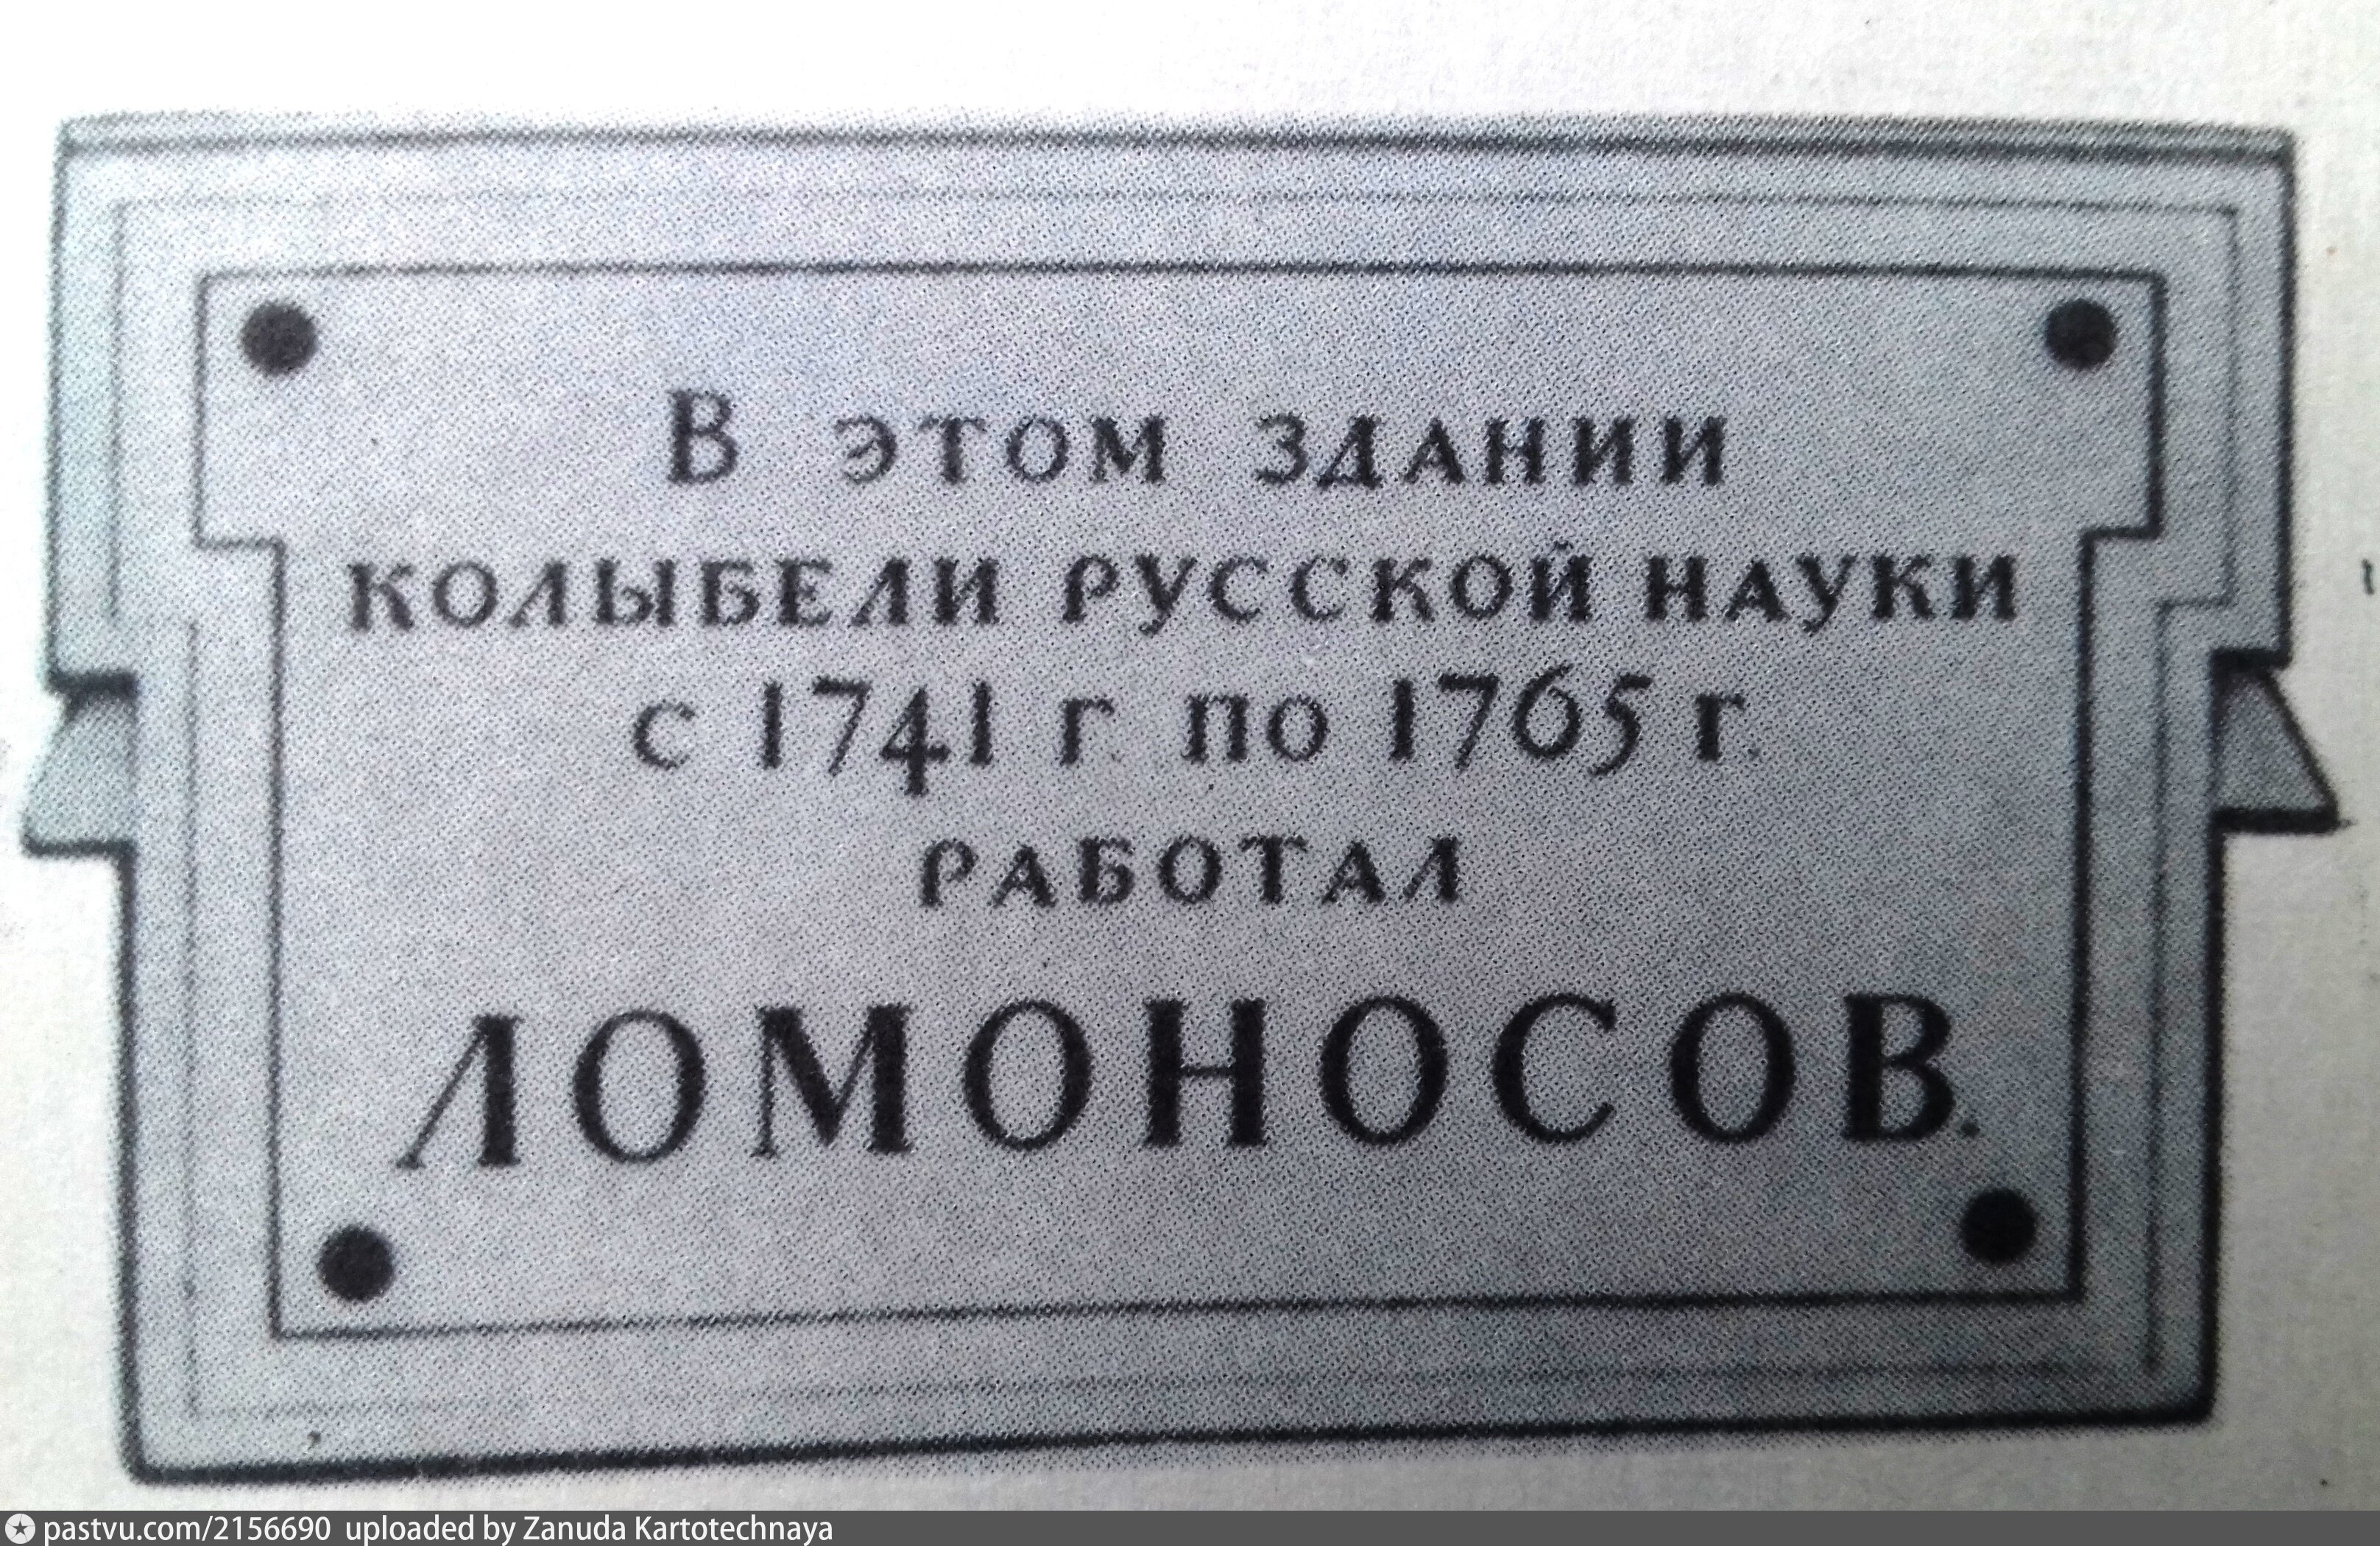 В этом здании
колыбели русской науки
с 1741 г. по 1765 г.
работал
ЛОМОНОСОВ.
pastvu.com/2156690 uploaded by Zanuda Kartotechnaya